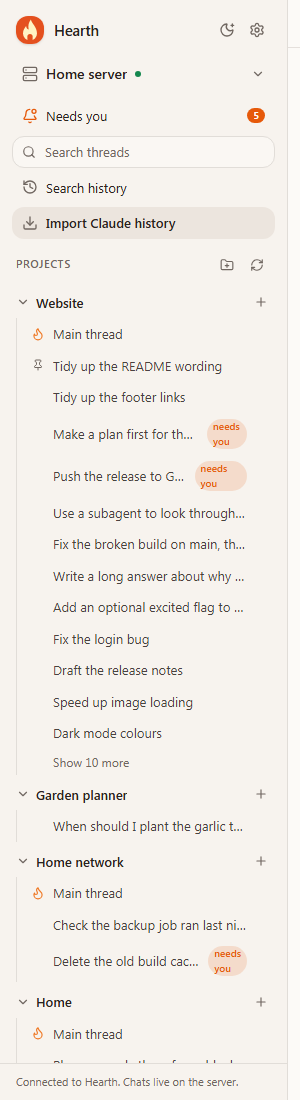 Hearth
Home server
Needs you 5
Search threads
Search history
Import Claude history
PROJECTS
Website
Main thread
Tidy up the README wording
Tidy up the footer links
Make a plan first for th... needs you
Push the release to G... needs you
Use a subagent to look through...
Fix the broken build on main, th...
Write a long answer about why ...
Add an optional excited flag to ...
Fix the login bug
Draft the release notes
Speed up image loading
Dark mode colours
Show 10 more
Garden planner
When should I plant the garlic t...
Home network
Main thread
Check the backup job ran last ni...
Delete the old build cac... needs you
Home
Main thread
Connected to Hearth. Chats live on the server.